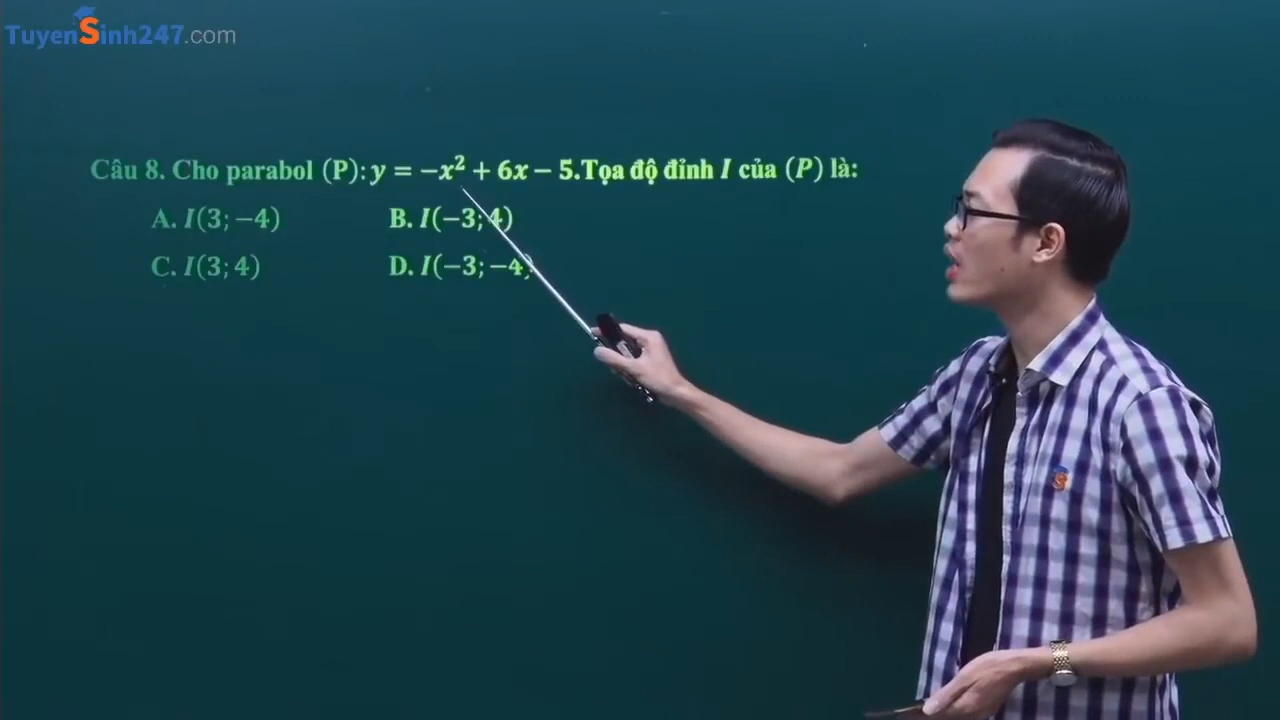 TuyenSinh247.com
Câu 8. Cho parabol (P): y = −x² + 6x − 5.Tọa độ đỉnh I của (P) là:
A. I(3; −4) B. I(−3; 4)
C. I(3; 4) D. I(−3; −4)